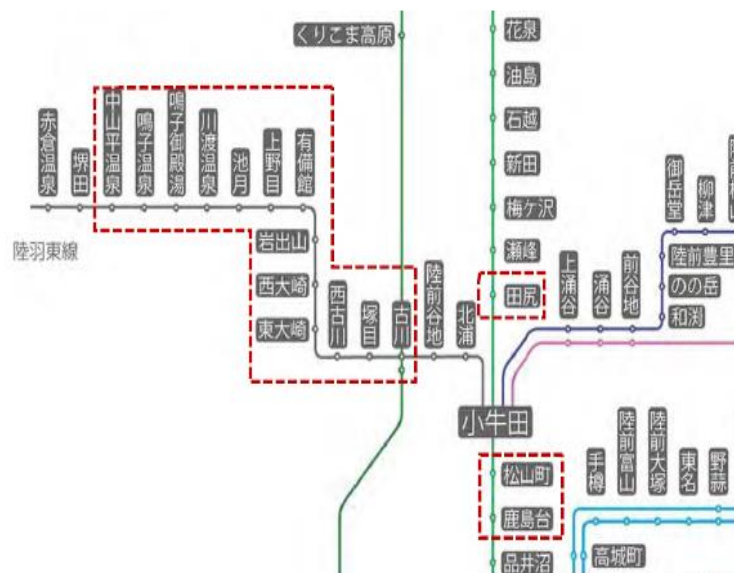 くりこま高原
花泉
油島
石越
新田
梅ケ沢
瀬峰
田尻
赤倉温泉
堺田
中山平温泉
鳴子温泉
鳴子御殿湯
川渡温泉
池月
上野目
有備館
陸羽東線
岩出山
西大崎
東大崎
西古川
塚目
古川
陸前谷地
北浦
上涌谷
涌谷
前谷地
御岳堂
柳津
陸前豊里
のの岳
和渕
小牛田
松山町
鹿島台
品井沼
手樽
陸前富山
陸前大塚
東名
野蒜
高城町